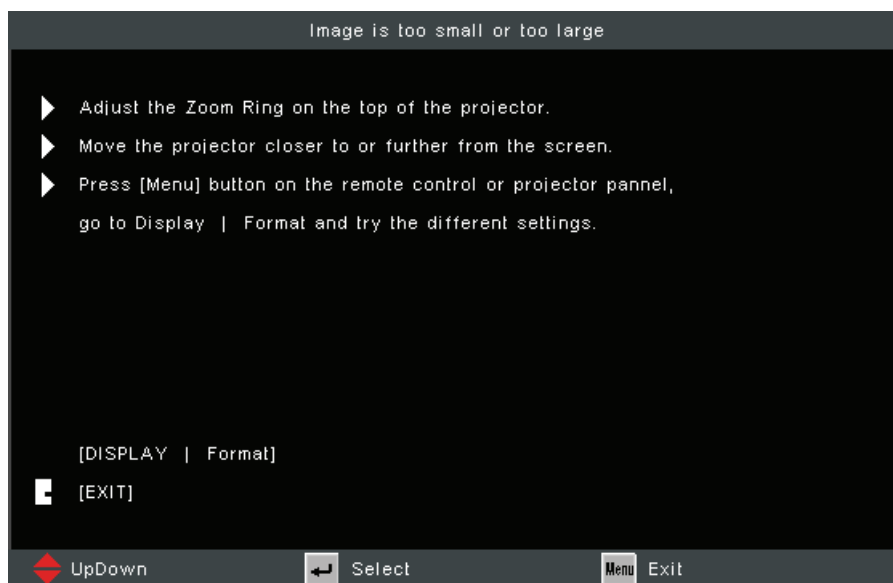 Image is too small or too large
Adjust the Zoom Ring on the top of the projector.
Move the projector closer to or further from the screen.
Press [Menu] button on the remote control or projector pannel,
go to Display | Format and try the different settings.
[DISPLAY | Format]
[EXIT]
UpDown Select Menu Exit